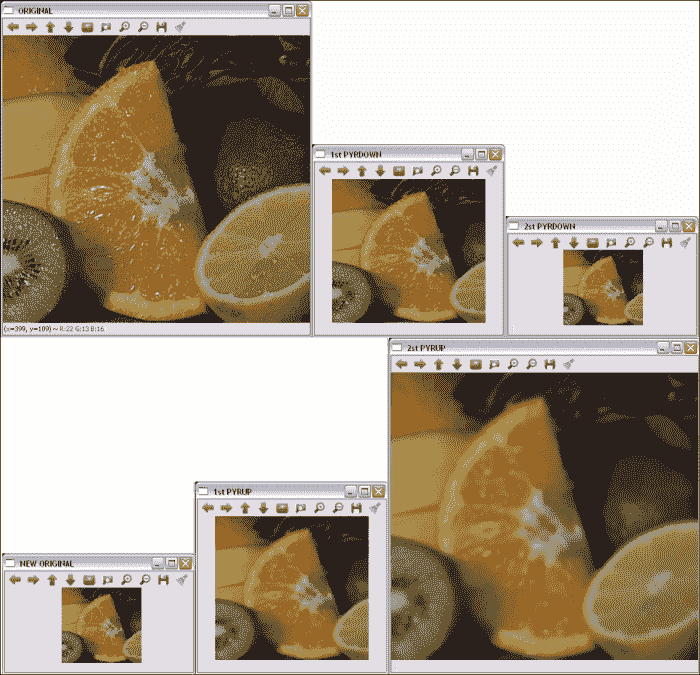 ORIGINAL
1st PYRDOWN
2st PYRDOWN
(x=399, y=109) ~ R:22 G:13 B:16
2st PYRUP
1st PYRUP
NEW ORIGINAL